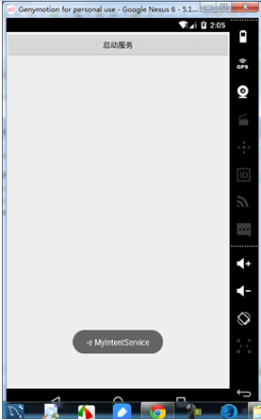 Genymotion for personal use - Google Nexus 6 - 5.1...
2:05
启动服务
GPS
ID
-e MyIntentService